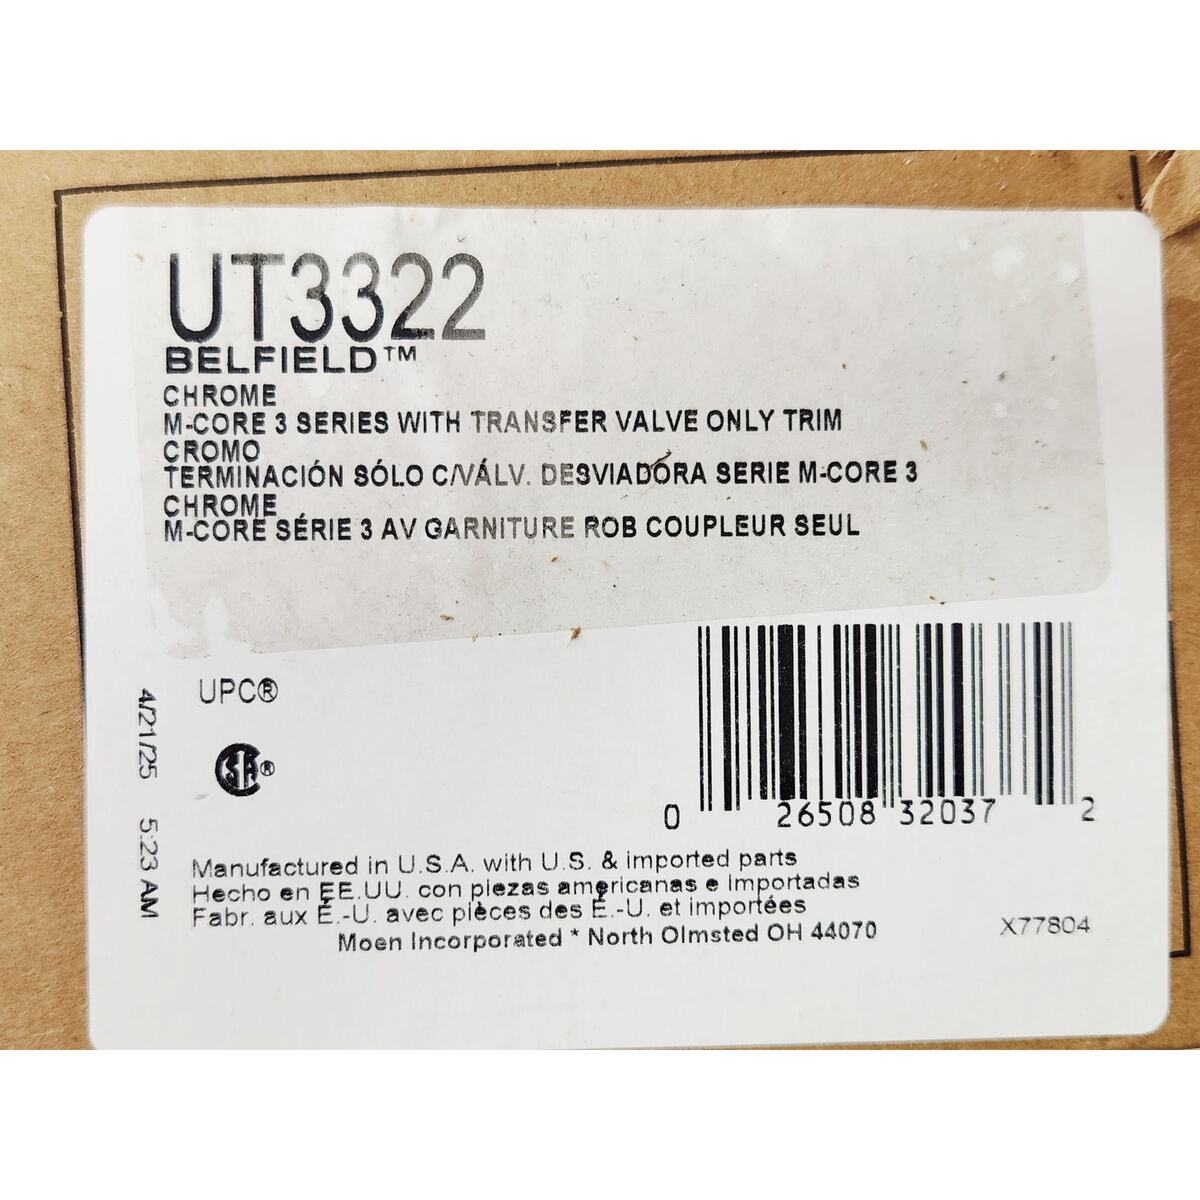 UT3322
BELFIELD™
CHROME
M-CORE 3 SERIES WITH TRANSFER VALVE ONLY TRIM
CROMO
TERMINACIÓN SÓLO C/VÁLV. DESVIADORA SERIE M-CORE 3
CHROME
M-CORE SÉRIE 3 AV GARNITURE ROB COUPLEUR SEUL
UPC®
CSA®
4/21/25 5:23 AM
0 26508 32037 2
Manufactured in U.S.A. with U.S. & imported parts
Hecho en EE.UU. con piezas americanas e importadas
Fabr. aux É.-U. avec pièces des É.-U. et importées
Moen Incorporated * North Olmsted OH 44070
X77804